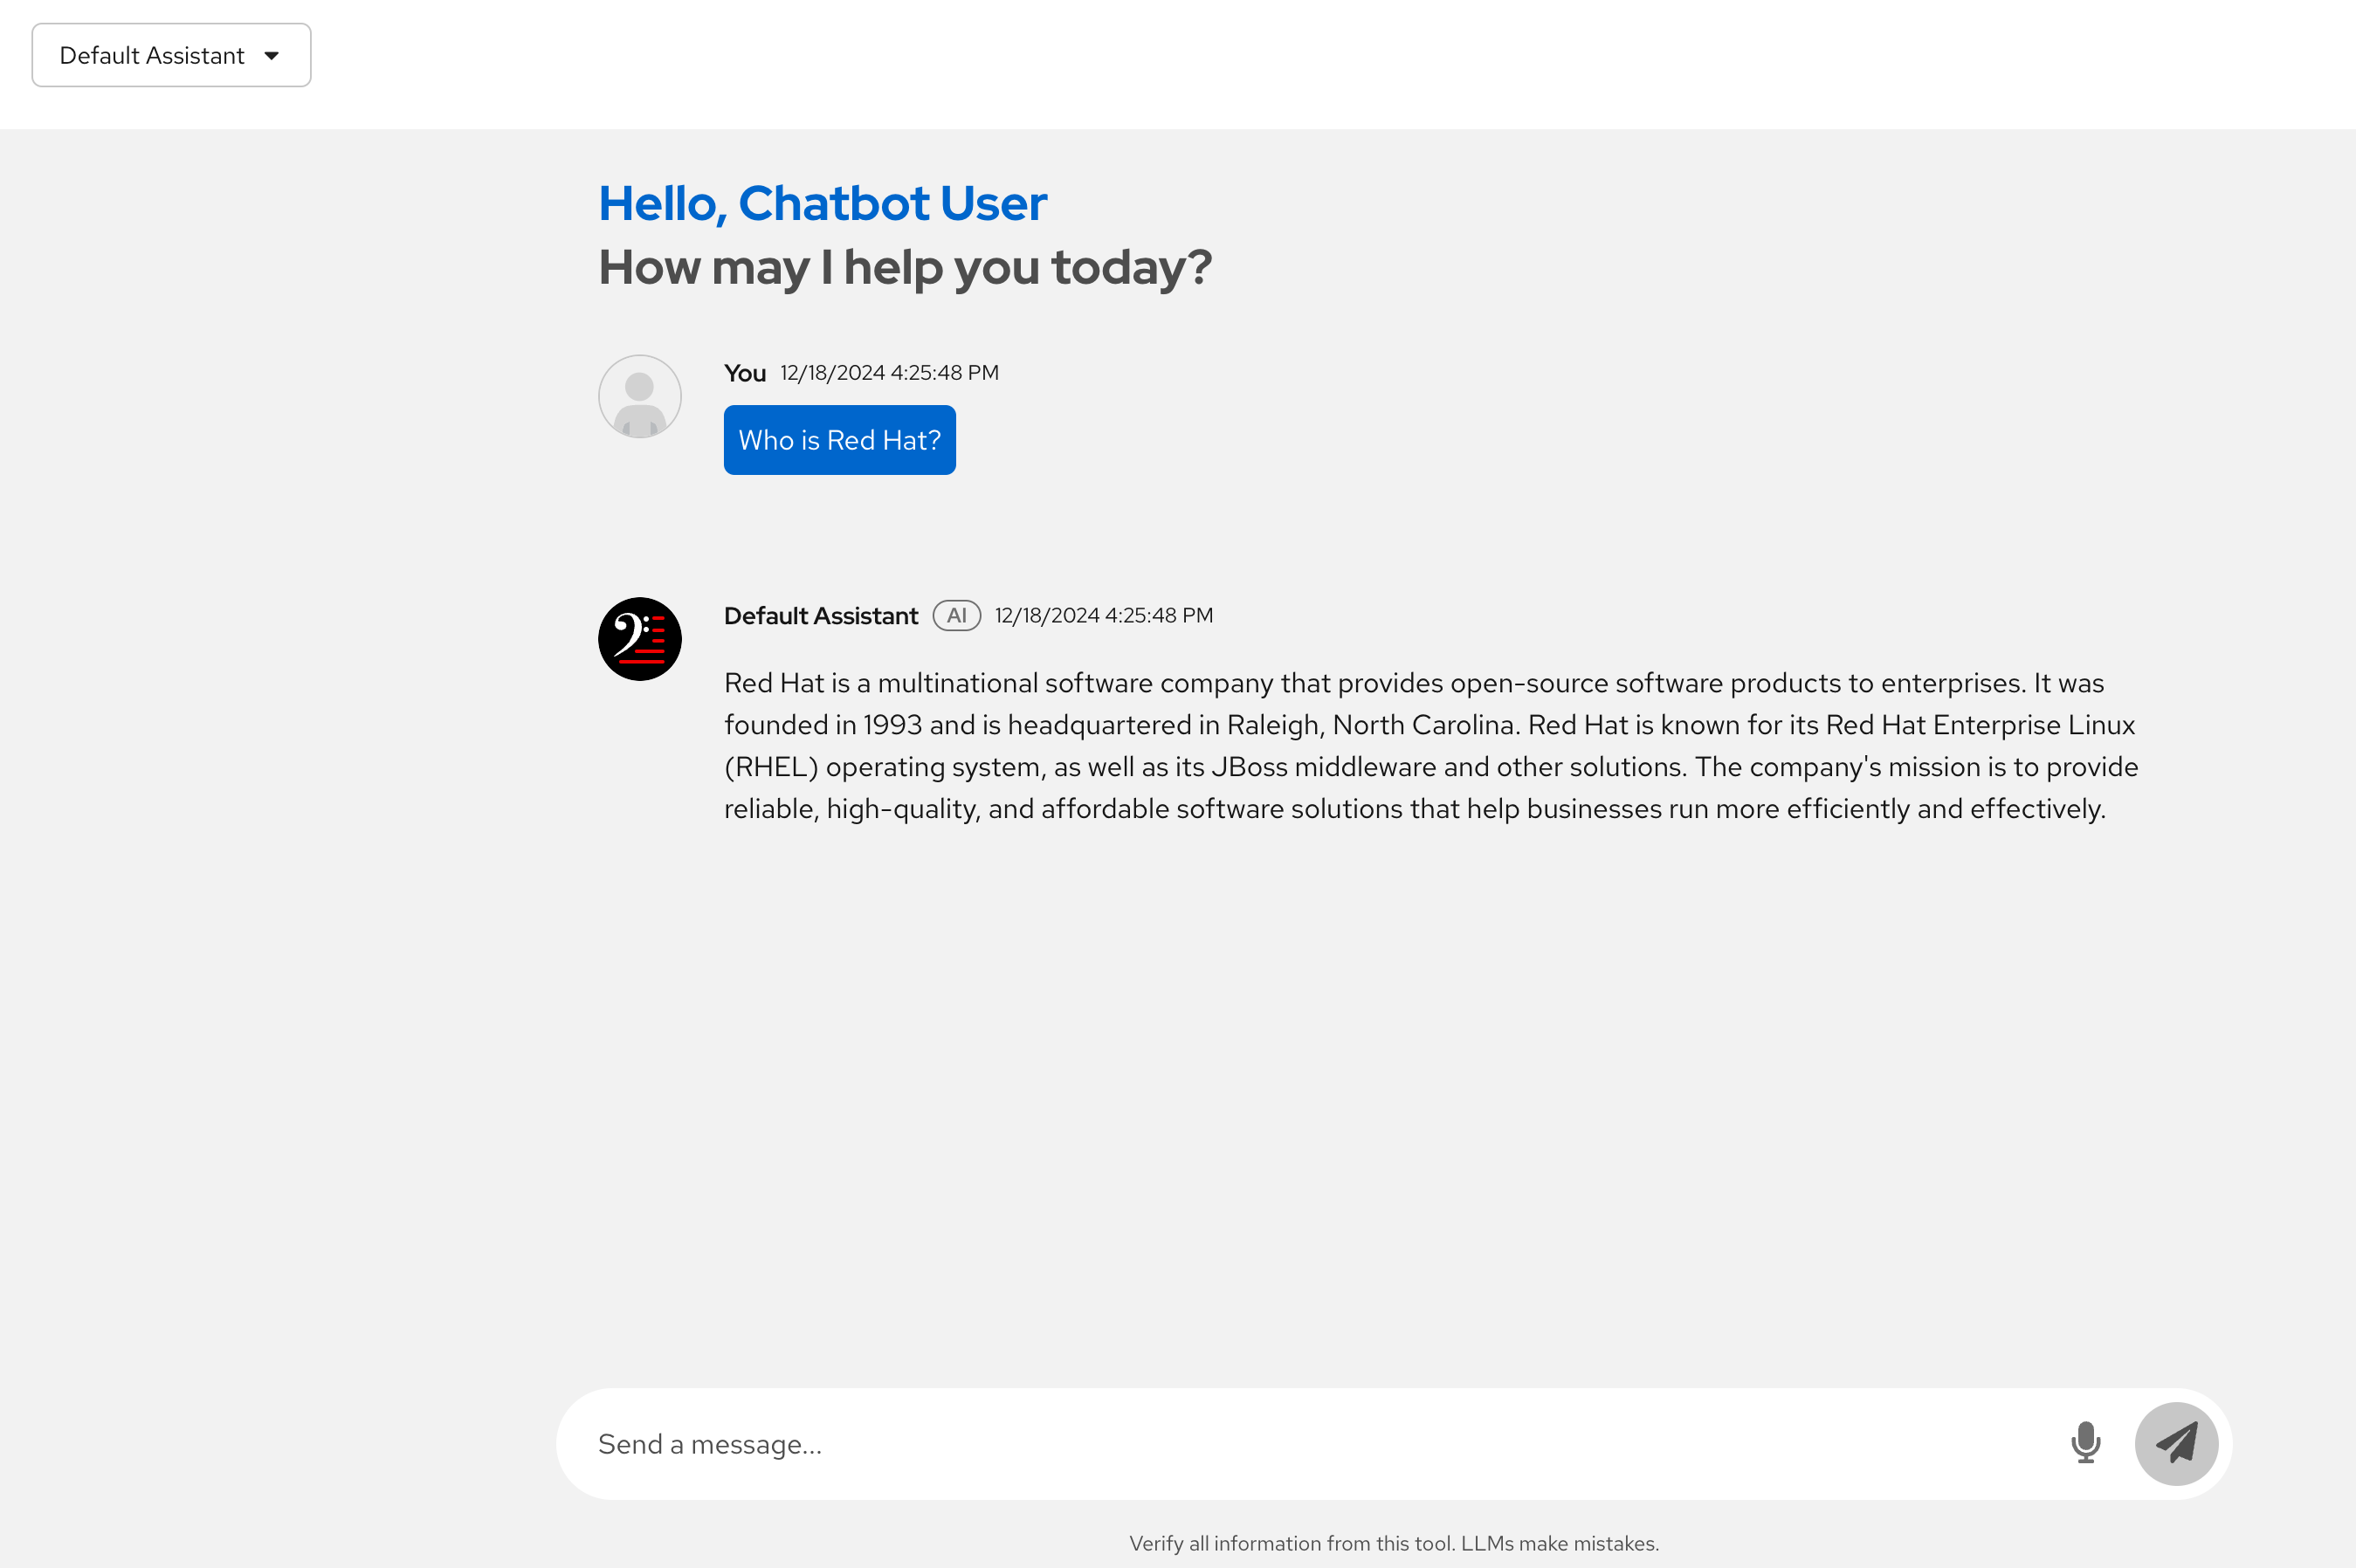 Default Assistant
Hello, Chatbot User
How may I help you today?
You 12/18/2024 4:25:48 PM
Who is Red Hat?
Default Assistant AI 12/18/2024 4:25:48 PM
Red Hat is a multinational software company that provides open-source software products to enterprises. It was
founded in 1993 and is headquartered in Raleigh, North Carolina. Red Hat is known for its Red Hat Enterprise Linux
(RHEL) operating system, as well as its JBoss middleware and other solutions. The company's mission is to provide
reliable, high-quality, and affordable software solutions that help businesses run more efficiently and effectively.
Send a message...
Verify all information from this tool. LLMs make mistakes.